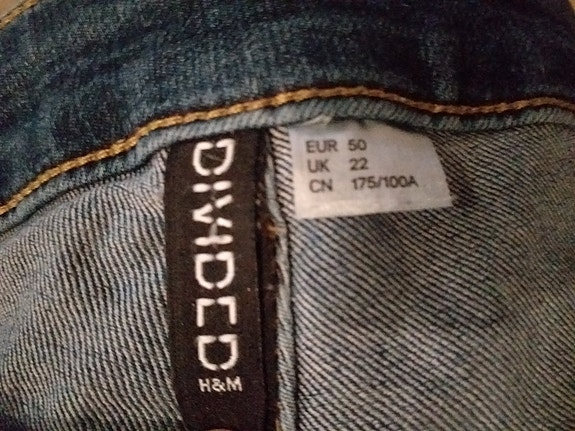 DIVIDED
H&M
EUR 50
UK 22
CN 175/100A